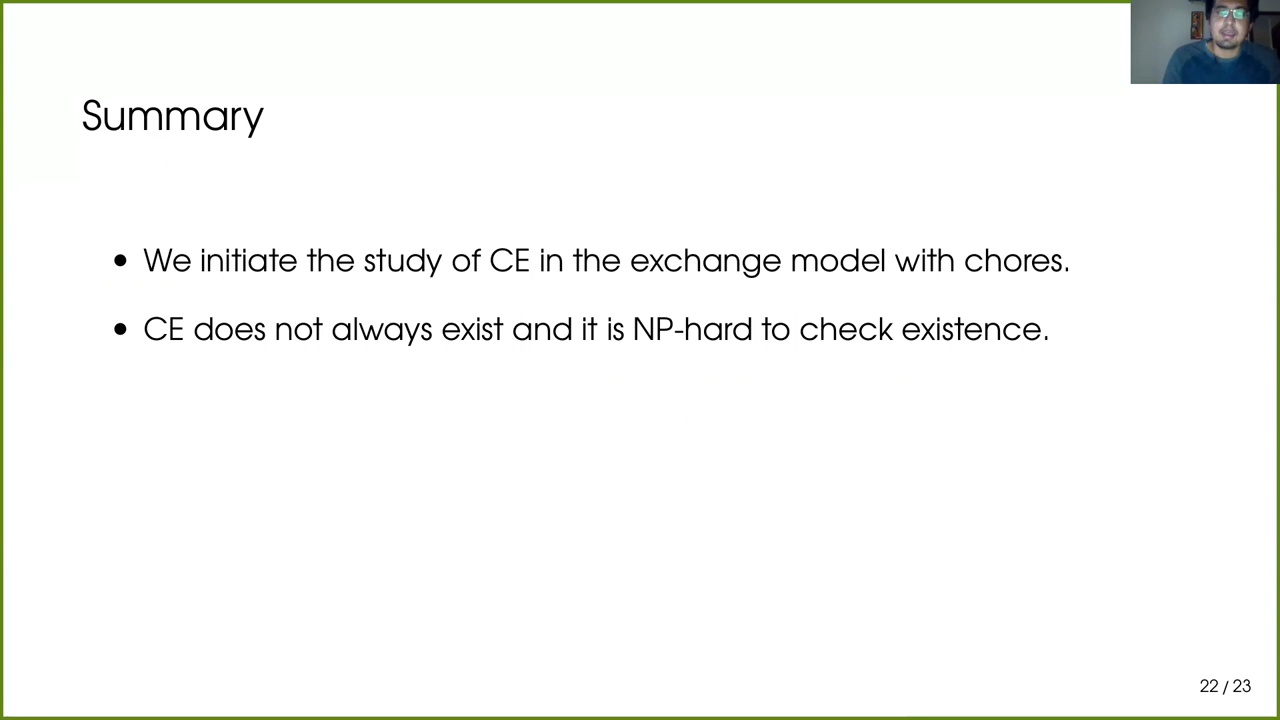 Summary
• We initiate the study of CE in the exchange model with chores.
• CE does not always exist and it is NP-hard to check existence.
22 / 23